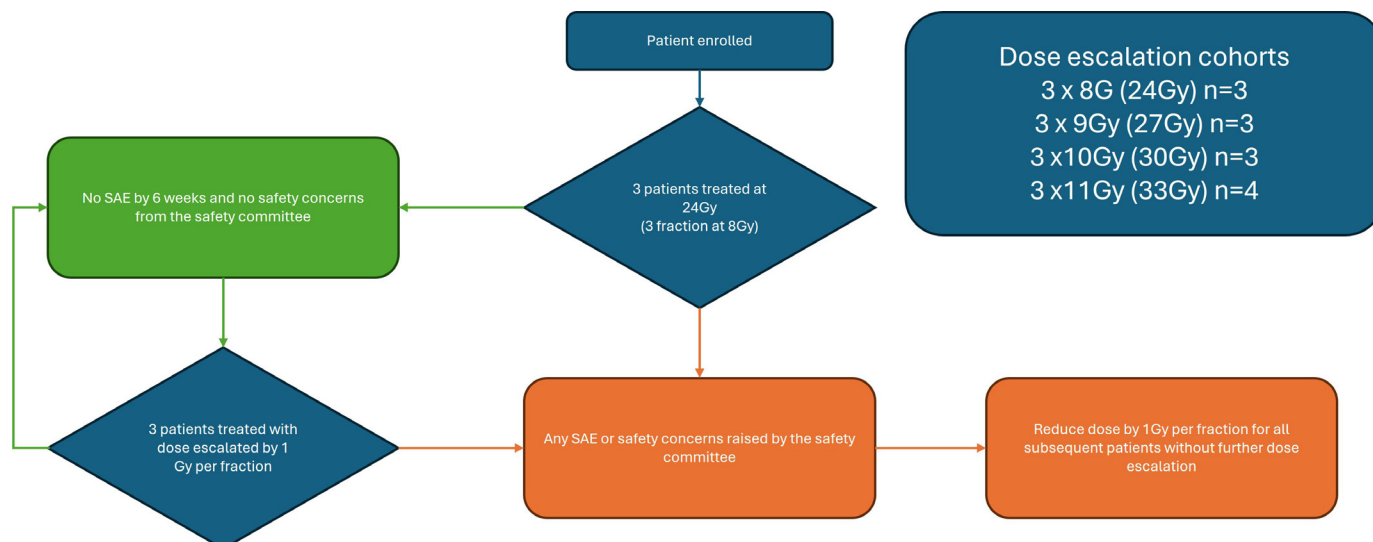 Patient enrolled
Dose escalation cohorts
3 x 8G (24Gy) n=3
3 x 9Gy (27Gy) n=3
3 x10Gy (30Gy) n=3
3 x11Gy (33Gy) n=4
No SAE by 6 weeks and no safety concerns
from the safety committee
3 patients treated at
24Gy
(3 fraction at 8Gy)
3 patients treated with
dose escalated by 1
Gy per fraction
Any SAE or safety concerns raised by the safety
committee
Reduce dose by 1Gy per fraction for all
subsequent patients without further dose
escalation